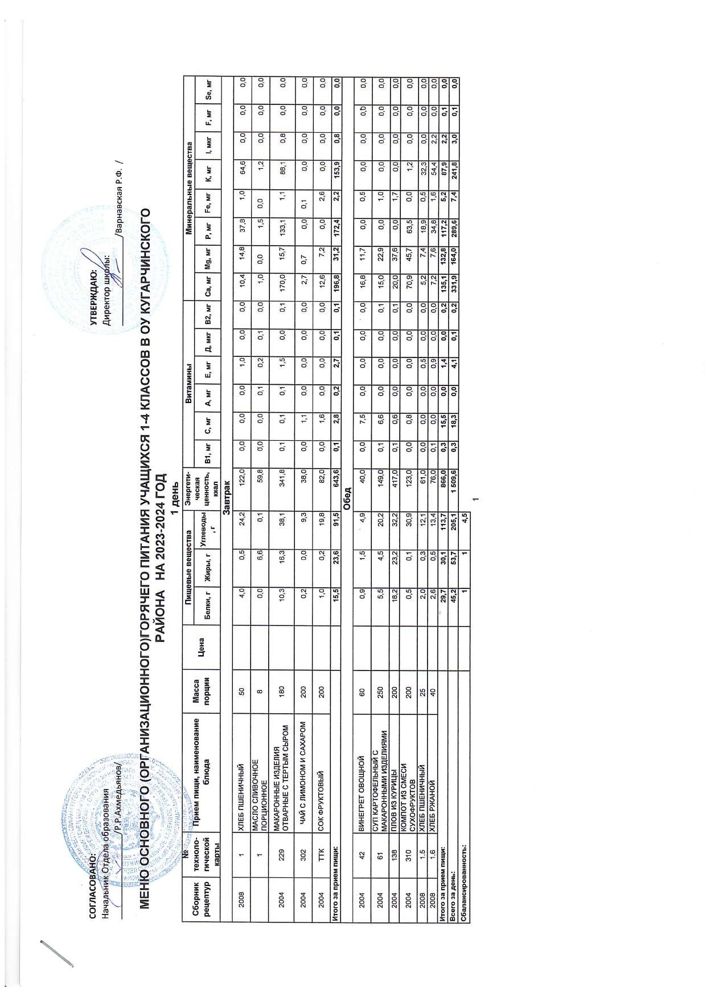 СОГЛАСОВАНО:
Начальник Отдела образования
/Р.Р.Ахмедьянов/
УТВЕРЖДАЮ:
Директор школы:
/Варнавская Р.Ф. /
МЕНЮ ОСНОВНОГО (ОРГАНИЗАЦИОННОГО)ГОРЯЧЕГО ПИТАНИЯ УЧАЩИХСЯ 1-4 КЛАССОВ В ОУ КУГАРЧИНСКОГО
РАЙОНА НА 2023-2024 ГОД
1 день
Сборник рецептур № техноло-гической карты Прием пищи, наименование блюда Масса порции Цена Пищевые вещества Энергети-ческая ценность, ккал Витамины Минеральные вещества
Белки, г Жиры, г Углеводы, г В1, мг С, мг А, мг Е, мг Д, мкг В2, мг Ca, мг Mg, мг P, мг Fe, мг K, мг I, мкг F, мг Se, мг
Завтрак
2008 1 ХЛЕБ ПШЕНИЧНЫЙ 50 4,0 0,5 24,2 122,0 0,0 0,0 0,0 1,0 0,0 0,0 10,4 14,8 37,8 1,0 64,6 0,0 0,0 0,0
1 МАСЛО СЛИВОЧНОЕ ПОРЦИОННОЕ 8 0,0 6,6 0,1 59,8 0,0 0,0 0,1 0,2 0,1 0,0 1,0 0,0 1,5 0,0 1,2 0,0 0,0 0,0
2004 229 МАКАРОННЫЕ ИЗДЕЛИЯ ОТВАРНЫЕ С ТЕРТЫМ СЫРОМ 180 10,3 16,3 38,1 341,8 0,1 0,1 0,1 1,5 0,0 0,1 170,0 15,7 133,1 1,1 88,1 0,8 0,0 0,0
2004 302 ЧАЙ С ЛИМОНОМ И САХАРОМ 200 0,2 0,0 9,3 38,0 0,0 1,1 0,0 0,0 0,0 0,0 2,7 0,7 0,0 0,1 0,0 0,0 0,0 0,0
2004 ТТК СОК ФРУКТОВЫЙ 200 1,0 0,2 19,8 82,0 0,0 1,6 0,0 0,0 0,0 0,0 12,6 7,2 0,0 2,6 0,0 0,0 0,0 0,0
Итого за прием пищи: 15,5 23,6 91,5 643,6 0,1 2,8 0,2 2,7 0,1 0,1 196,8 31,2 172,4 2,2 153,9 0,8 0,0 0,0
Обед
2004 42 ВИНЕГРЕТ ОВОЩНОЙ 60 0,9 1,5 4,9 40,0 0,0 7,5 0,0 0,0 0,0 0,0 16,8 11,7 0,0 0,5 0,0 0,0 0,0 0,0
2004 61 СУП КАРТОФЕЛЬНЫЙ С МАКАРОННЫМИ ИЗДЕЛИЯМИ 250 5,5 4,5 20,2 149,0 0,1 6,6 0,0 0,0 0,0 0,1 15,0 22,9 0,0 1,0 0,0 0,0 0,0 0,0
2004 138 ПЛОВ ИЗ КУРИЦЫ 200 18,2 23,2 32,2 417,0 0,1 0,6 0,0 0,0 0,0 0,1 20,0 37,6 0,0 1,7 0,0 0,0 0,0 0,0
2004 310 КОМПОТ ИЗ СМЕСИ СУХОФРУКТОВ 200 0,5 0,1 30,9 123,0 0,0 0,8 0,0 0,0 0,0 0,0 70,9 45,7 63,5 0,0 1,2 0,0 0,0 0,0
2008 1.5 ХЛЕБ ПШЕНИЧНЫЙ 25 2,0 0,3 12,1 61,0 0,0 0,0 0,0 0,5 0,0 0,0 5,2 7,4 18,9 0,5 32,3 0,0 0,0 0,0
2008 1.6 ХЛЕБ РЖАНОЙ 40 2,6 0,5 13,4 76,0 0,1 0,0 0,0 0,9 0,0 0,0 7,2 7,6 34,8 1,6 54,4 2,2 0,0 0,0
Итого за прием пищи: 29,7 30,1 113,7 866,0 0,3 15,5 0,0 1,4 0,0 0,2 135,1 132,8 117,2 5,2 87,9 2,2 0,1 0,0
Всего за день: 45,2 53,7 205,1 1 509,6 0,3 18,3 0,0 4,1 0,1 0,2 331,9 164,0 289,6 7,4 241,8 3,0 0,1 0,0
Сбалансированность: 1 1 4,5
1